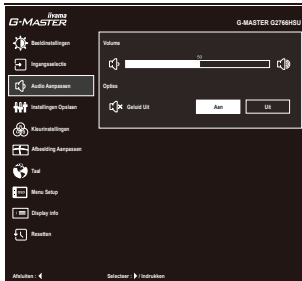 iiyama
G-MASTER
G-MASTER G2766HSU
Beeldinstellingen
Ingangsselectie
Audio Aanpassen
Instellingen Opslaan
Kleurinstellingen
Afbeelding Aanpassen
Taal
Menu Setup
Display info
Resetten
Volume
50
Opties
Geluid Uit
Aan
Uit
Afsluiten :
Selecteer : / Indrukken